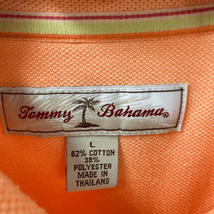 Tommy Bahama®
L
62% COTTON
38%
POLYESTER
MADE IN
THAILAND